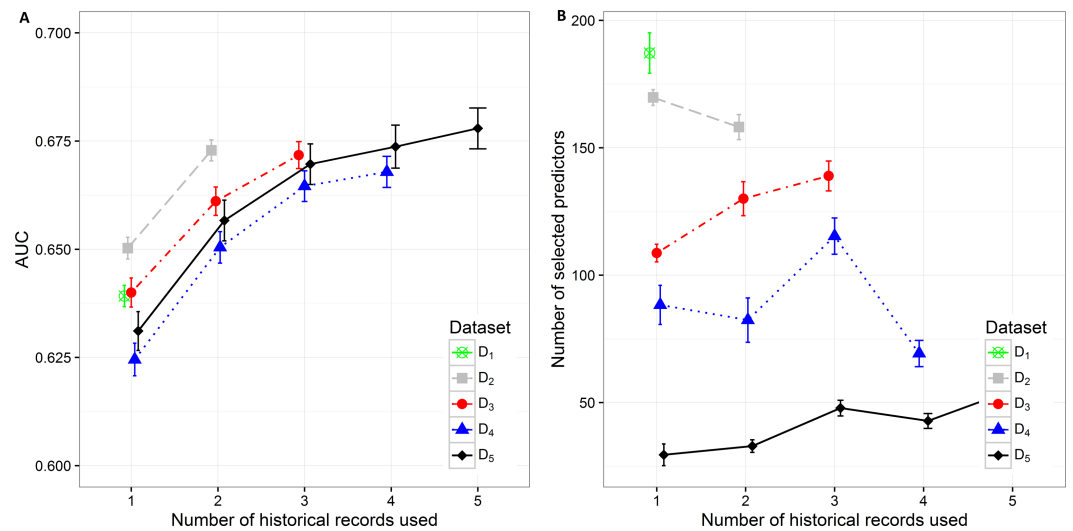 A
0.700
0.675
0.650
0.625
0.600
AUC
1 2 3 4 5
Number of historical records used
Dataset
D1
D2
D3
D4
D5
B
200
150
100
50
Number of selected predictors
1 2 3 4 5
Number of historical records used
Dataset
D1
D2
D3
D4
D5